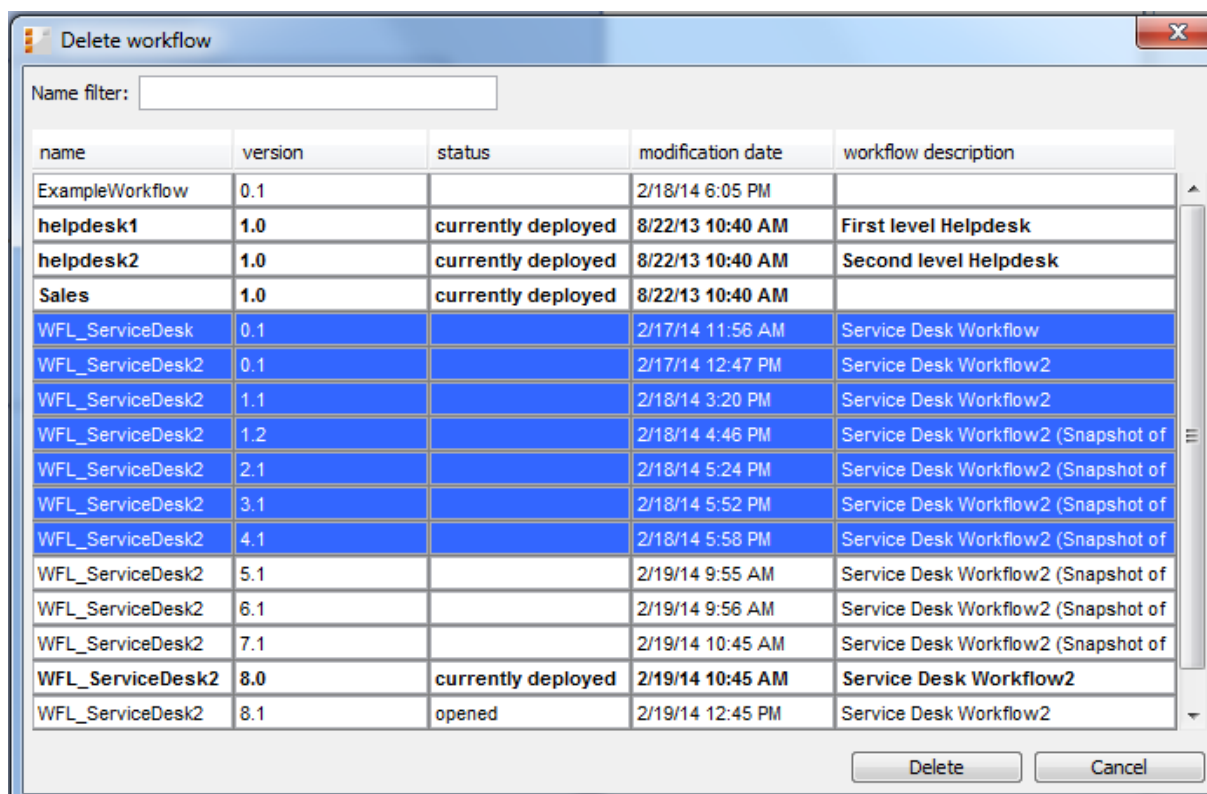 Delete workflow
Name filter:
name version status modification date workflow description
ExampleWorkflow 0.1 2/18/14 6:05 PM
helpdesk1 1.0 currently deployed 8/22/13 10:40 AM First level Helpdesk
helpdesk2 1.0 currently deployed 8/22/13 10:40 AM Second level Helpdesk
Sales 1.0 currently deployed 8/22/13 10:40 AM
WFL_ServiceDesk 0.1 2/17/14 11:56 AM Service Desk Workflow
WFL_ServiceDesk2 0.1 2/17/14 12:47 PM Service Desk Workflow2
WFL_ServiceDesk2 1.1 2/18/14 3:20 PM Service Desk Workflow2
WFL_ServiceDesk2 1.2 2/18/14 4:46 PM Service Desk Workflow2 (Snapshot of
WFL_ServiceDesk2 2.1 2/18/14 5:24 PM Service Desk Workflow2 (Snapshot of
WFL_ServiceDesk2 3.1 2/18/14 5:52 PM Service Desk Workflow2 (Snapshot of
WFL_ServiceDesk2 4.1 2/18/14 5:58 PM Service Desk Workflow2 (Snapshot of
WFL_ServiceDesk2 5.1 2/19/14 9:55 AM Service Desk Workflow2 (Snapshot of
WFL_ServiceDesk2 6.1 2/19/14 9:56 AM Service Desk Workflow2 (Snapshot of
WFL_ServiceDesk2 7.1 2/19/14 10:45 AM Service Desk Workflow2 (Snapshot of
WFL_ServiceDesk2 8.0 currently deployed 2/19/14 10:45 AM Service Desk Workflow2
WFL_ServiceDesk2 8.1 opened 2/19/14 12:45 PM Service Desk Workflow2
Delete Cancel